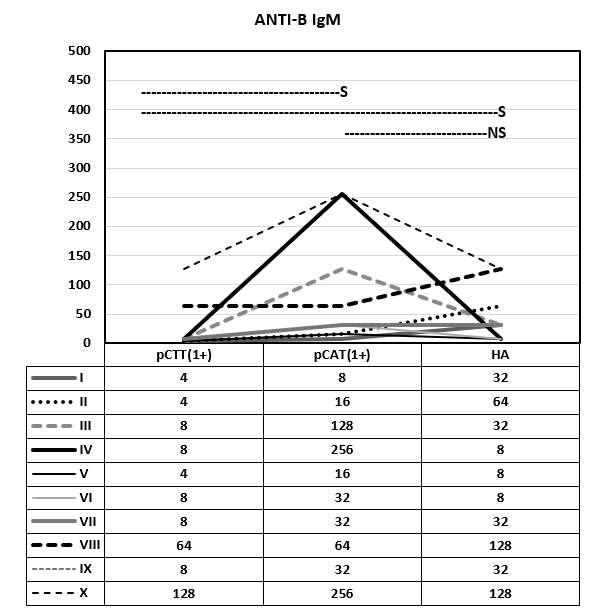 ANTI-B IgM
500
450
400
350
300
250
200
150
100
50
0
S
S
NS
pCTT(1+) pCAT(1+) HA
I 4 8 32
II 4 16 64
III 8 128 32
IV 8 256 8
V 4 16 8
VI 8 32 8
VII 8 32 32
VIII 64 64 128
IX 8 32 32
X 128 256 128